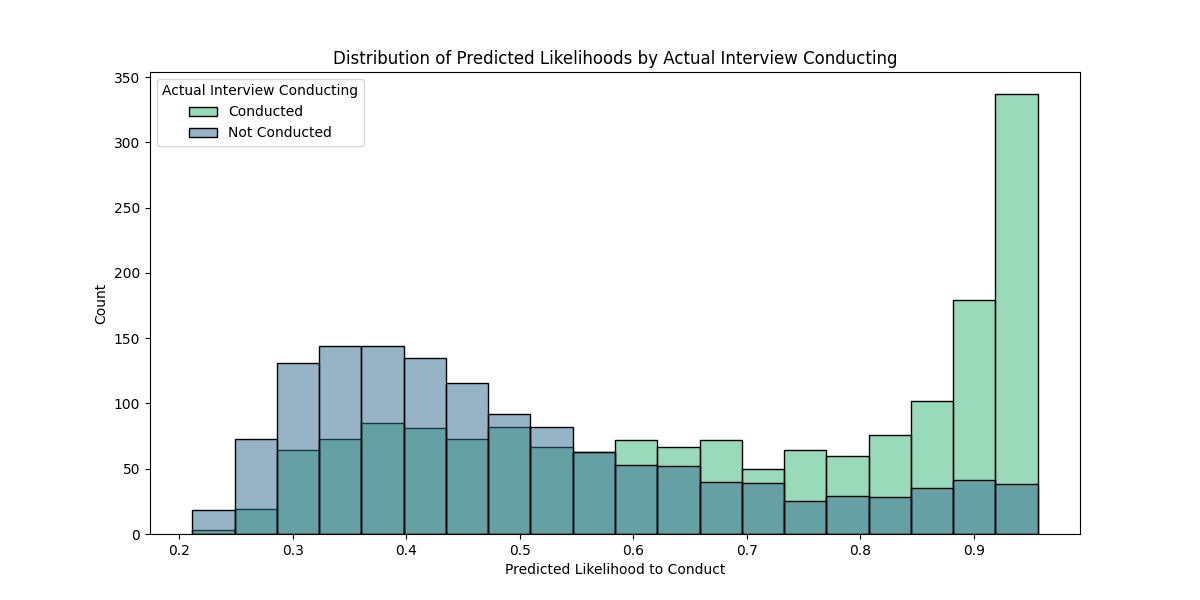 Distribution of Predicted Likelihoods by Actual Interview Conducting
Actual Interview Conducting
Conducted
Not Conducted
350
300
250
200
150
100
50
0
Count
0.2 0.3 0.4 0.5 0.6 0.7 0.8 0.9
Predicted Likelihood to Conduct